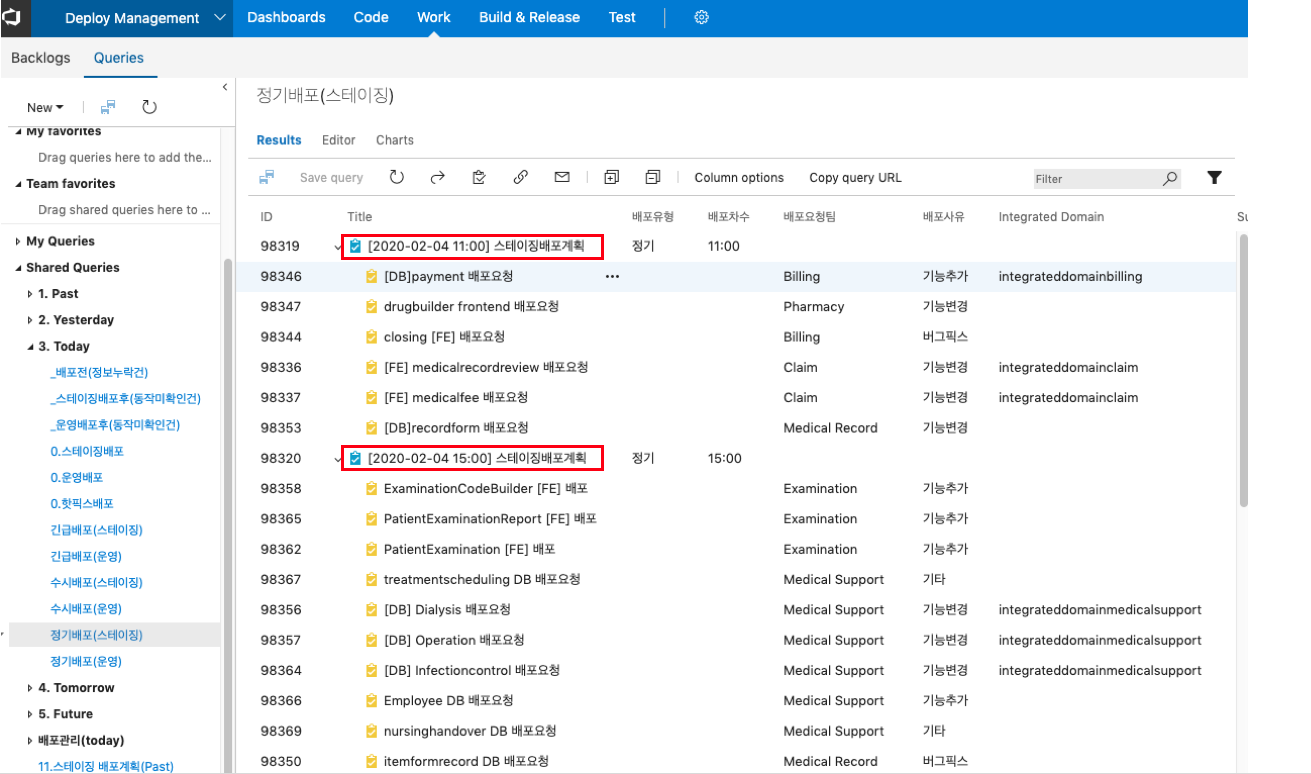 Deploy Management Dashboards Code Work Build & Release Test
Backlogs Queries
New
My favorites
Drag queries here to add the...
Team favorites
Drag shared queries here to ...
My Queries
Shared Queries
1. Past
2. Yesterday
3. Today
_배포전(정보누락건)
_스테이징배포후(동작미확인건)
_운영배포후(동작미확인건)
0.스테이징배포
0.운영배포
0.핫픽스배포
긴급배포(스테이징)
긴급배포(운영)
수시배포(스테이징)
수시배포(운영)
정기배포(스테이징)
정기배포(운영)
4. Tomorrow
5. Future
배포관리(today)
11.스테이징 배포계획(Past)
정기배포(스테이징)
Results Editor Charts
Save query Column options Copy query URL Filter
ID Title 배포유형 배포차수 배포요청팀 배포사유 Integrated Domain Su
98319 [2020-02-04 11:00] 스테이징배포계획 정기 11:00
98346 [DB]payment 배포요청 ... Billing 기능추가 integrateddomainbilling
98347 drugbuilder frontend 배포요청 Pharmacy 기능변경
98344 closing [FE] 배포요청 Billing 버그픽스
98336 [FE] medicalrecordreview 배포요청 Claim 기능변경 integrateddomainclaim
98337 [FE] medicalfee 배포요청 Claim 기능변경 integrateddomainclaim
98353 [DB]recordform 배포요청 Medical Record 기능변경
98320 [2020-02-04 15:00] 스테이징배포계획 정기 15:00
98358 ExaminationCodeBuilder [FE] 배포 Examination 기능추가
98365 PatientExaminationReport [FE] 배포 Examination 기능추가
98362 PatientExamination [FE] 배포 Examination 기능추가
98367 treatmentscheduling DB 배포요청 Medical Support 기타
98356 [DB] Dialysis 배포요청 Medical Support 기능변경 integrateddomainmedicalsupport
98357 [DB] Operation 배포요청 Medical Support 기능변경 integrateddomainmedicalsupport
98364 [DB] Infectioncontrol 배포요청 Medical Support 기능변경 integrateddomainmedicalsupport
98366 Employee DB 배포요청 Medical Support 기능추가
98369 nursinghandover DB 배포요청 Medical Support 기타
98350 itemformrecord DB 배포요청 Medical Record 버그픽스